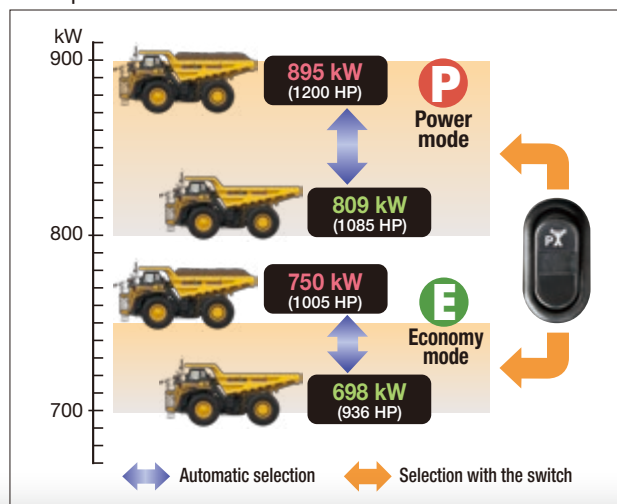 kW
900
895 kW
(1200 HP)
P
Power
mode
809 kW
(1085 HP)
800
P
750 kW
(1005 HP)
E
Economy
mode
698 kW
(936 HP)
700
Automatic selection
Selection with the switch